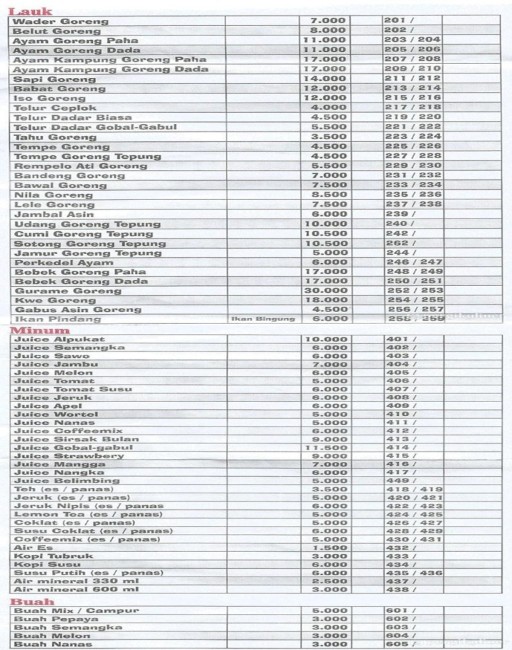 Lauk
Wader Goreng 7.000 201 /
Belut Goreng 8.000 202 /
Ayam Goreng Paha 11.000 203 / 204
Ayam Goreng Dada 11.000 205 / 206
Ayam Kampung Goreng Paha 17.000 207 / 208
Ayam Kampung Goreng Dada 17.000 209 / 210
Sapi Goreng 14.000 211 / 212
Babat Goreng 12.000 213 / 214
Iso Goreng 12.000 215 / 216
Telur Ceplok 4.000 217 / 218
Telur Dadar Biasa 4.500 219 / 220
Telur Dadar Gobal-Gabul 5.500 221 / 222
Tahu Goreng 3.500 223 / 224
Tempe Goreng 4.500 225 / 226
Tempe Goreng Tepung 4.500 227 / 228
Rempelo Ati Goreng 5.500 229 / 230
Bandeng Goreng 7.000 231 / 232
Bawal Goreng 7.500 233 / 234
Nila Goreng 8.500 235 / 236
Lele Goreng 7.500 237 / 238
Jambal Asin 6.000 239 /
Udang Goreng Tepung 10.000 240 /
Cumi Goreng Tepung 10.500 242 /
Sotong Goreng Tepung 10.500 262 /
Jamur Goreng Tepung 5.000 244 /
Perkedel Ayam 6.000 246 / 247
Bebek Goreng Paha 17.000 248 / 249
Bebek Goreng Dada 17.000 250 / 251
Gurame Goreng 30.000 252 / 253
Kwe Goreng 18.000 254 / 255
Gabus Asin Goreng 4.500 256 / 257
Ikan Pindang Ikan Bingung 6.000 258 / 259
Minum
Juice Alpukat 10.000 401 /
Juice Semangka 6.000 402 /
Juice Sawo 6.000 403 /
Juice Jambu 7.000 404 /
Juice Melon 6.000 405 /
Juice Tomat 5.000 406 /
Juice Tomat Susu 6.000 407 /
Juice Jeruk 6.000 408 /
Juice Apel 6.000 409 /
Juice Wortel 5.000 410 /
Juice Nanas 5.000 411 /
Juice Coffeemix 6.000 412 /
Juice Sirsak Bulan 9.000 413 /
Juice Gobal-gabul 11.500 414 /
Juice Strawbery 9.000 415 /
Juice Mangga 7.000 416 /
Juice Nangka 6.000 417 /
Juice Belimbing 5.000 449 /
Teh (es / panas) 3.500 418 / 419
Jeruk (es / panas) 5.000 420 / 421
Jeruk Nipis (es / panas 6.000 422 / 423
Lemon Tea (es / panas) 5.000 424 / 425
Coklat (es / panas) 5.000 426 / 427
Susu Coklat (es / panas) 6.000 428 / 429
Coffeemix (es / panas) 5.000 430 / 431
Air Es 1.500 432 /
Kopi Tubruk 3.000 433 /
Kopi Susu 6.000 434 /
Susu Putih (es / panas) 6.000 435 / 436
Air mineral 330 ml 2.500 437 /
Air mineral 600 ml 3.000 438 /
Buah
Buah Mix / Campur 5.000 601 /
Buah Pepaya 3.000 602 /
Buah Semangka 3.000 603 /
Buah Melon 3.000 604 /
Buah Nanas 3.000 605 /